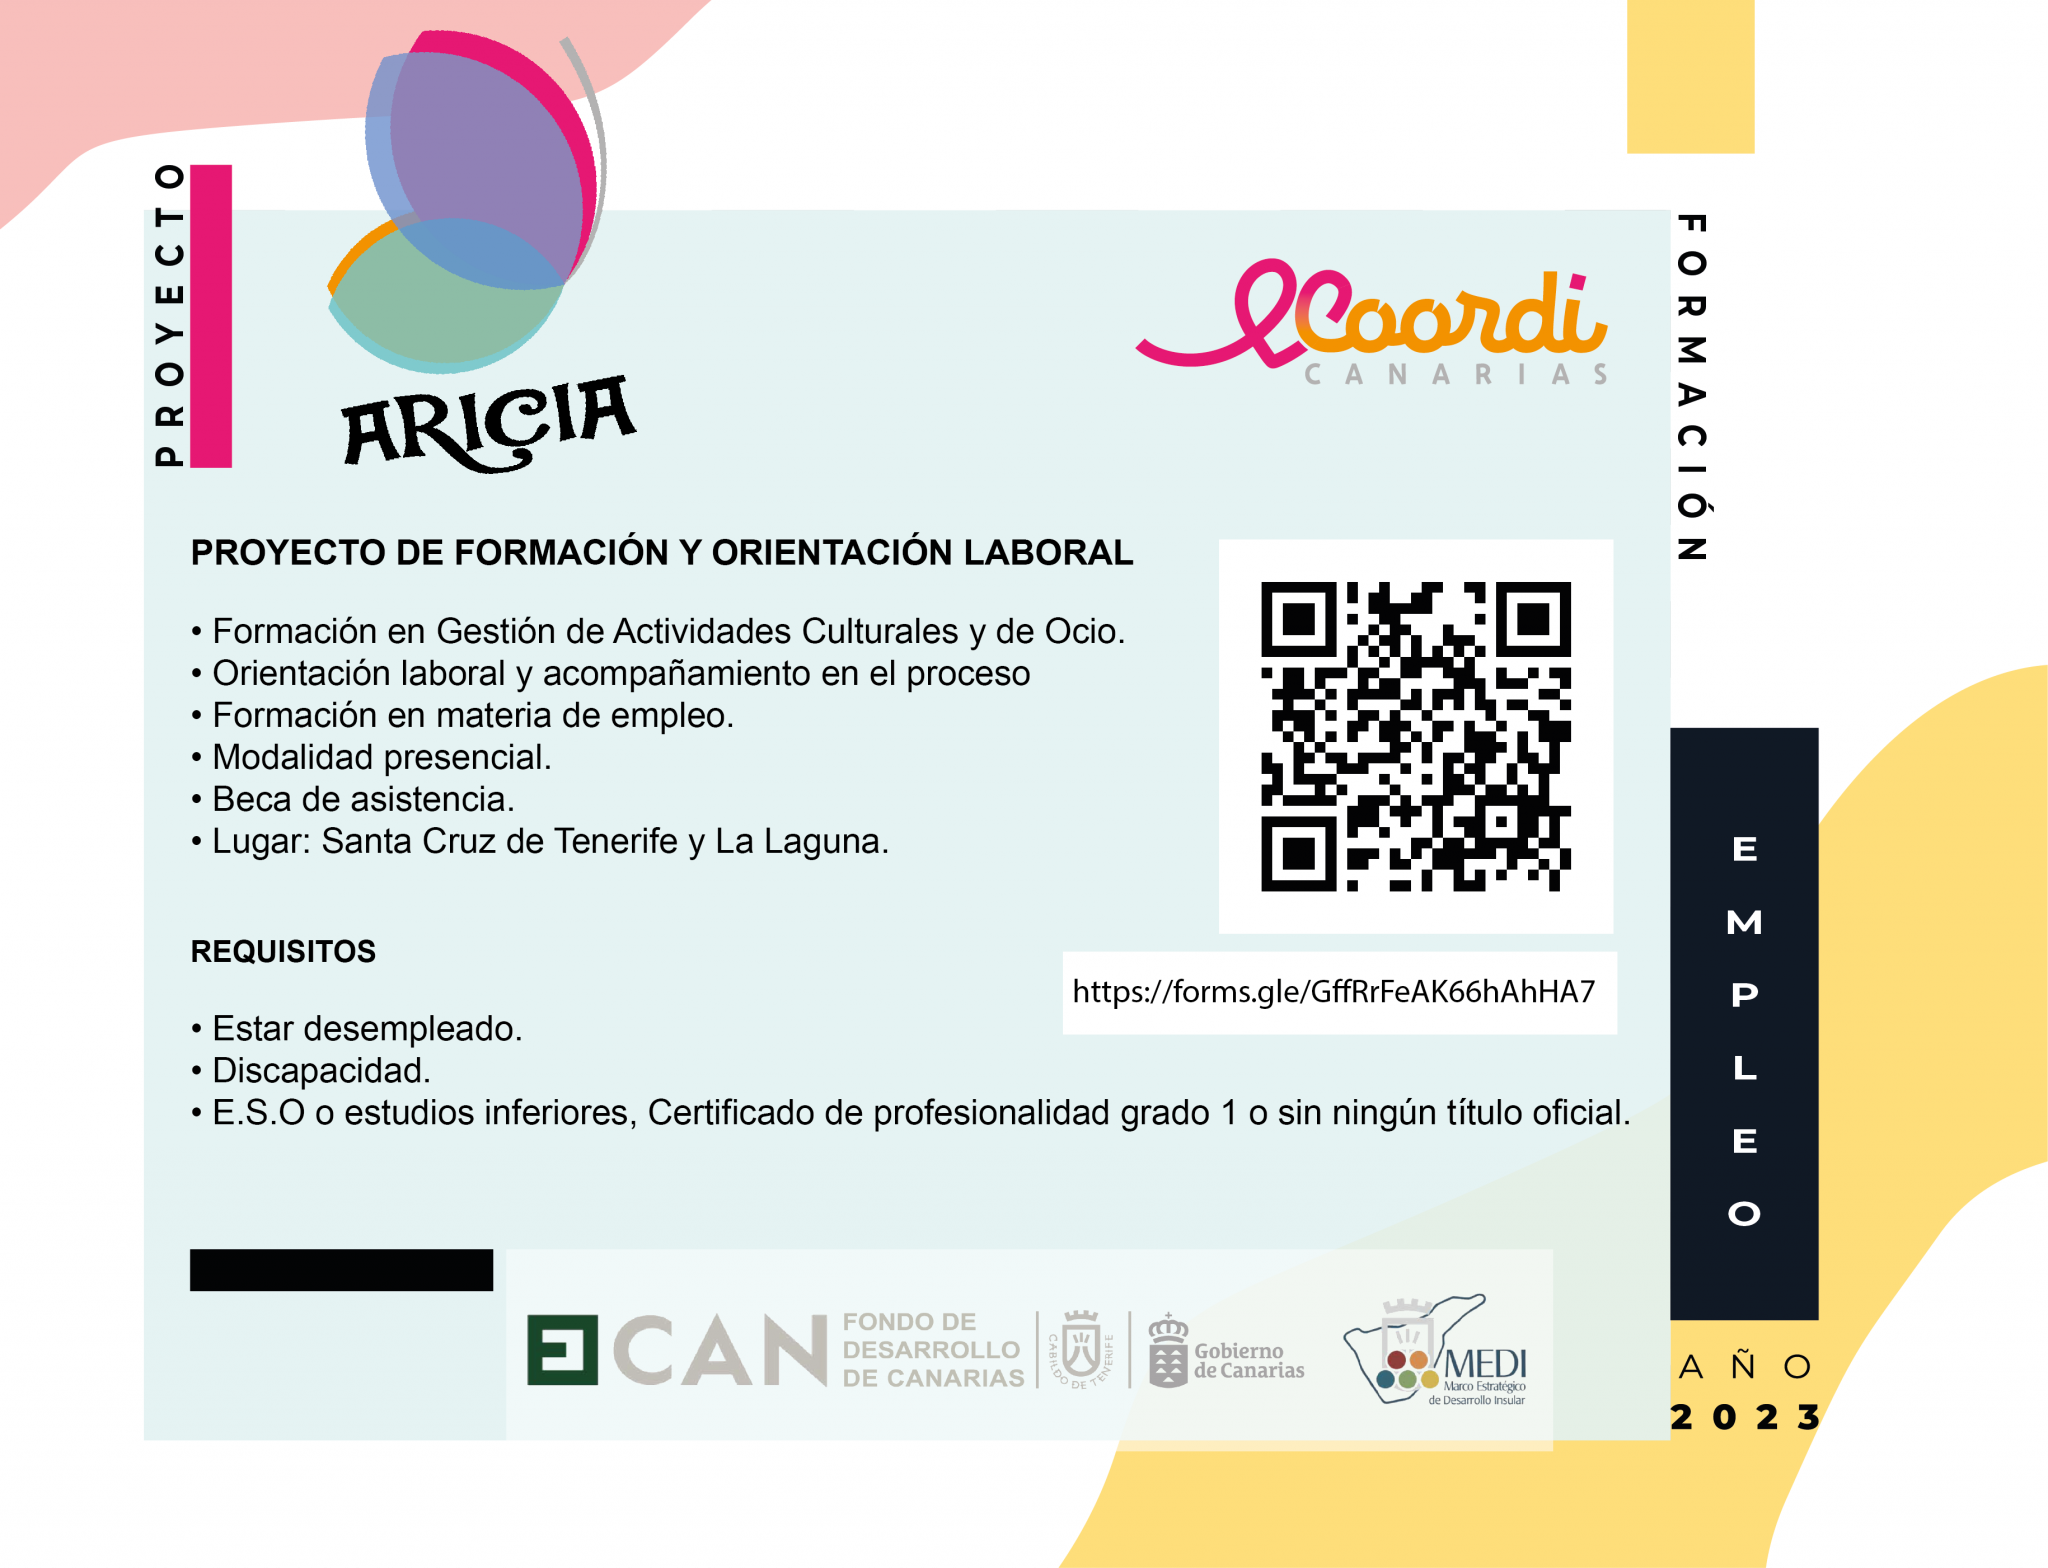 PROYECTO
ARICIA
Coordi
CANARIAS
FORMACIÓN
PROYECTO DE FORMACIÓN Y ORIENTACIÓN LABORAL
• Formación en Gestión de Actividades Culturales y de Ocio.
• Orientación laboral y acompañamiento en el proceso
• Formación en materia de empleo.
• Modalidad presencial.
• Beca de asistencia.
• Lugar: Santa Cruz de Tenerife y La Laguna.
https://forms.gle/GffRrFeAK66hAhHA7
REQUISITOS
• Estar desempleado.
• Discapacidad.
• E.S.O o estudios inferiores, Certificado de profesionalidad grado 1 o sin ningún título oficial.
EMPLEO
AÑO
2023
FDCAN
FONDO DE
DESARROLLO
DE CANARIAS
CABILDO DE TENERIFE
Gobierno
de Canarias
MEDI
Marco Estratégico
de Desarrollo Insular